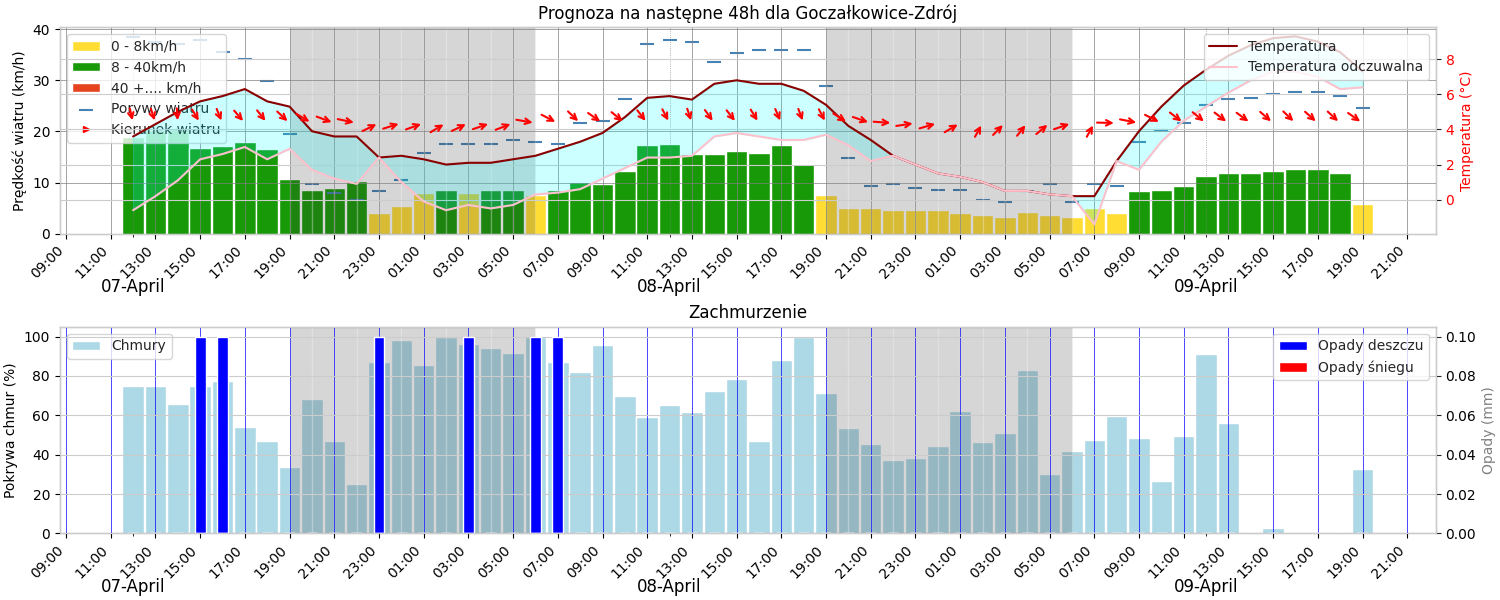 Prognoza na następne 48h dla Goczałkowice-Zdrój
Prędkość wiatru (km/h)
40
30
20
10
0
0 - 8km/h
8 - 40km/h
40 +.... km/h
Porywy wiatru
Kierunek wiatru
Temperatura
Temperatura odczuwalna
8
6
4
2
0
Temperatura (°C)
09:00 11:00 13:00 15:00 17:00 19:00 21:00 23:00 01:00 03:00 05:00 07:00 09:00 11:00 13:00 15:00 17:00 19:00 21:00 23:00 01:00 03:00 05:00 07:00 09:00 11:00 13:00 15:00 17:00 19:00 21:00
07-April 08-April 09-April
Zachmurzenie
Pokrywa chmur (%)
100
80
60
40
20
0
Chmury
Opady deszczu
Opady śniegu
0.10
0.08
0.06
0.04
0.02
0.00
Opady (mm)
09:00 11:00 13:00 15:00 17:00 19:00 21:00 23:00 01:00 03:00 05:00 07:00 09:00 11:00 13:00 15:00 17:00 19:00 21:00 23:00 01:00 03:00 05:00 07:00 09:00 11:00 13:00 15:00 17:00 19:00 21:00
07-April 08-April 09-April